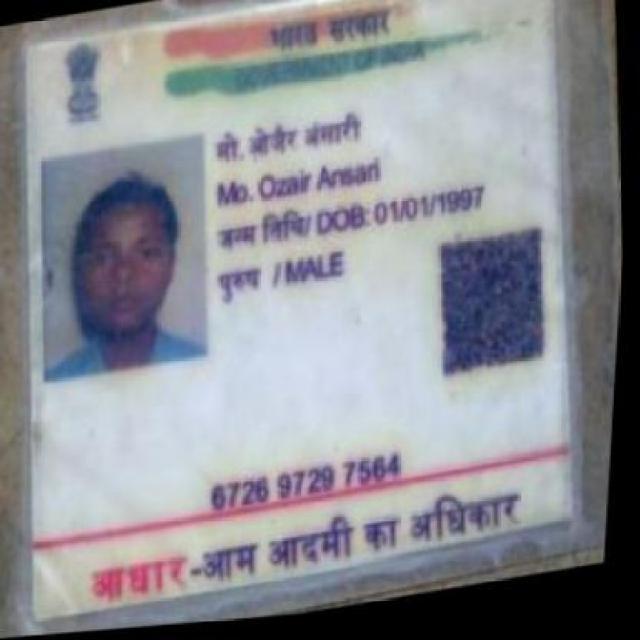 भारत सरकार
GOVERNMENT OF INDIA
मो. ओजैर अंसारी
Mo. Ozair Ansari
जन्म तिथि/ DOB: 01/01/1997
पुरुष / MALE
6726 9729 7564
आधार-आम आदमी का अधिकार